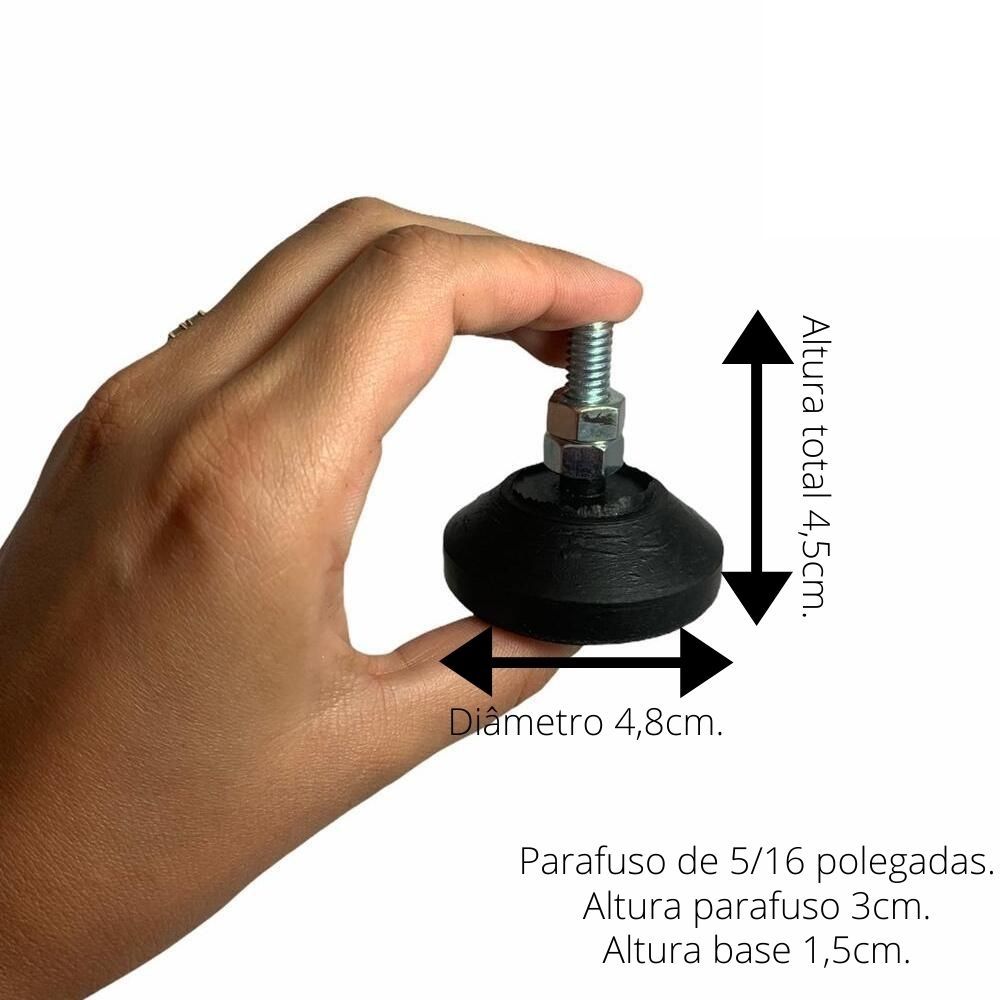 Altura total 4,5cm.
Diâmetro 4,8cm.
Parafuso de 5/16 polegadas.
Altura parafuso 3cm.
Altura base 1,5cm.